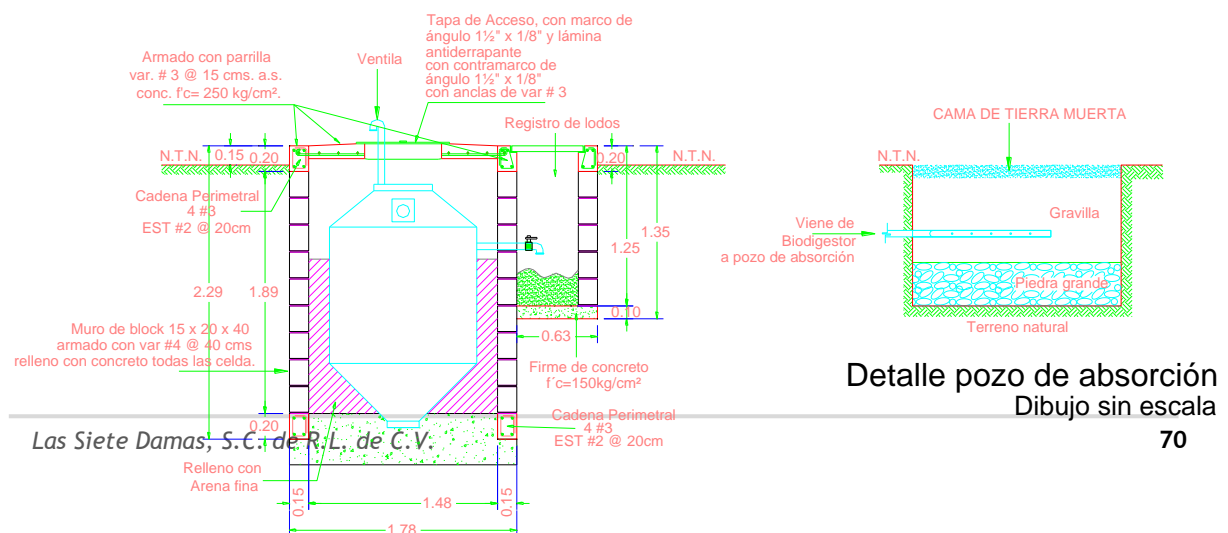 Tapa de Acceso, con marco de
ángulo 1½" x 1/8" y lámina
antiderrapante
con contramarco de
ángulo 1½" x 1/8"
con anclas de var # 3
Armado con parrilla
var. # 3 @ 15 cms. a.s.
conc. f'c= 250 kg/cm².
Ventila
Registro de lodos
N.T.N.
0.15
0.20
0.20
N.T.N.
Cadena Perimetral
4 #3
EST #2 @ 20cm
2.29
1.89
1.25
1.35
0.10
0.63
Muro de block 15 x 20 x 40
armado con var #4 @ 40 cms
relleno con concreto todas las celda.
Firme de concreto
f´c=150kg/cm²
0.20
Cadena Perimetral
4 #3
EST #2 @ 20cm
Relleno con
Arena fina
0.15
1.48
0.15
1.78
CAMA DE TIERRA MUERTA
N.T.N.
Gravilla
Viene de
Biodigestor
a pozo de absorción
Piedra grande
Terreno natural
Detalle pozo de absorción
Dibujo sin escala
Las Siete Damas, S.C. de R.L. de C.V.
70